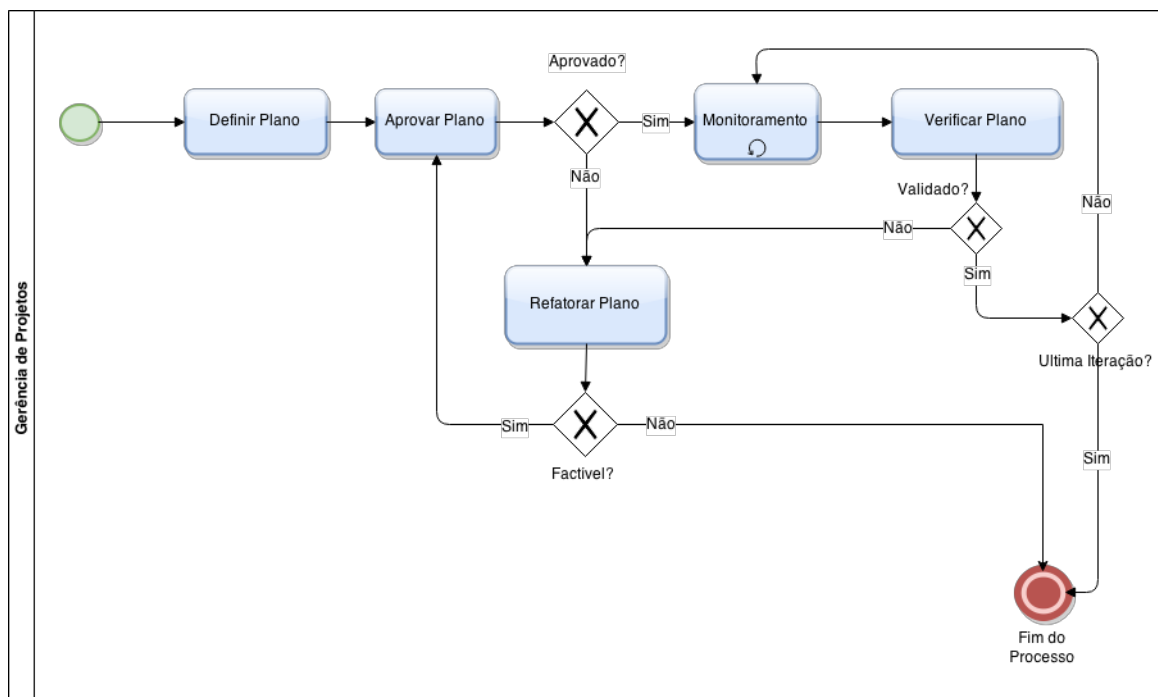 Gerência de Projetos
Aprovado?
Definir Plano
Aprovar Plano
Sim
Monitoramento
Verificar Plano
Não
Validado?
Não
Não
Sim
Refatorar Plano
Ultima Iteração?
Sim
Não
Factivel?
Sim
Fim do
Processo